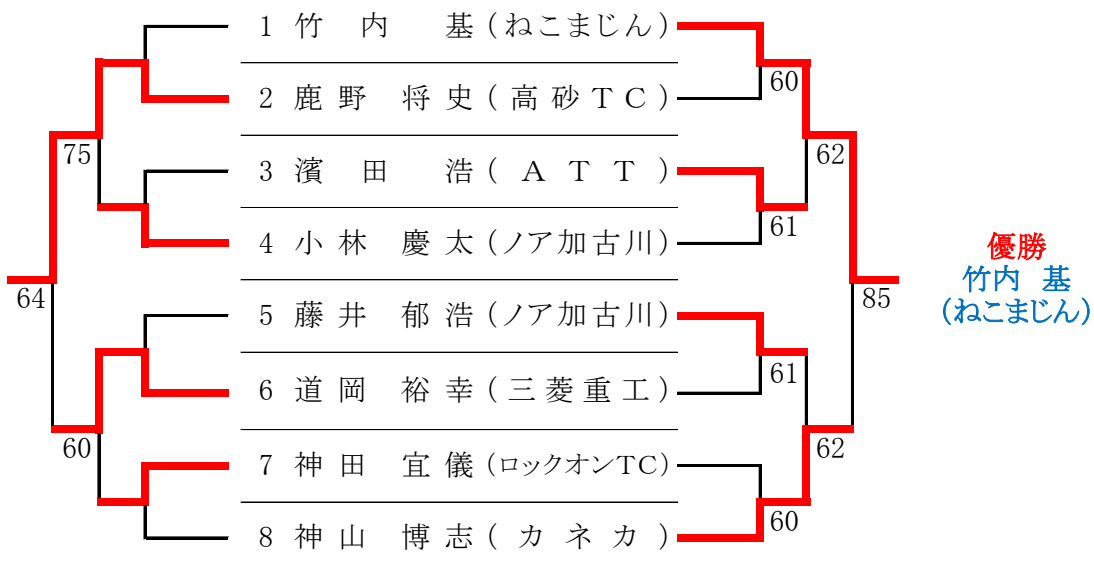 1 竹内 基(ねこまじん)
60
2 鹿野 将史(高砂TC)
75
62
3 濱田 浩(ATT)
61
4 小林 慶太(ノア加古川)
優勝
竹内 基
(ねこまじん)
64
85
5 藤井 郁浩(ノア加古川)
61
6 道岡 裕幸(三菱重工)
60
62
7 神田 宜儀(ロックオンTC)
60
8 神山 博志(カネカ)